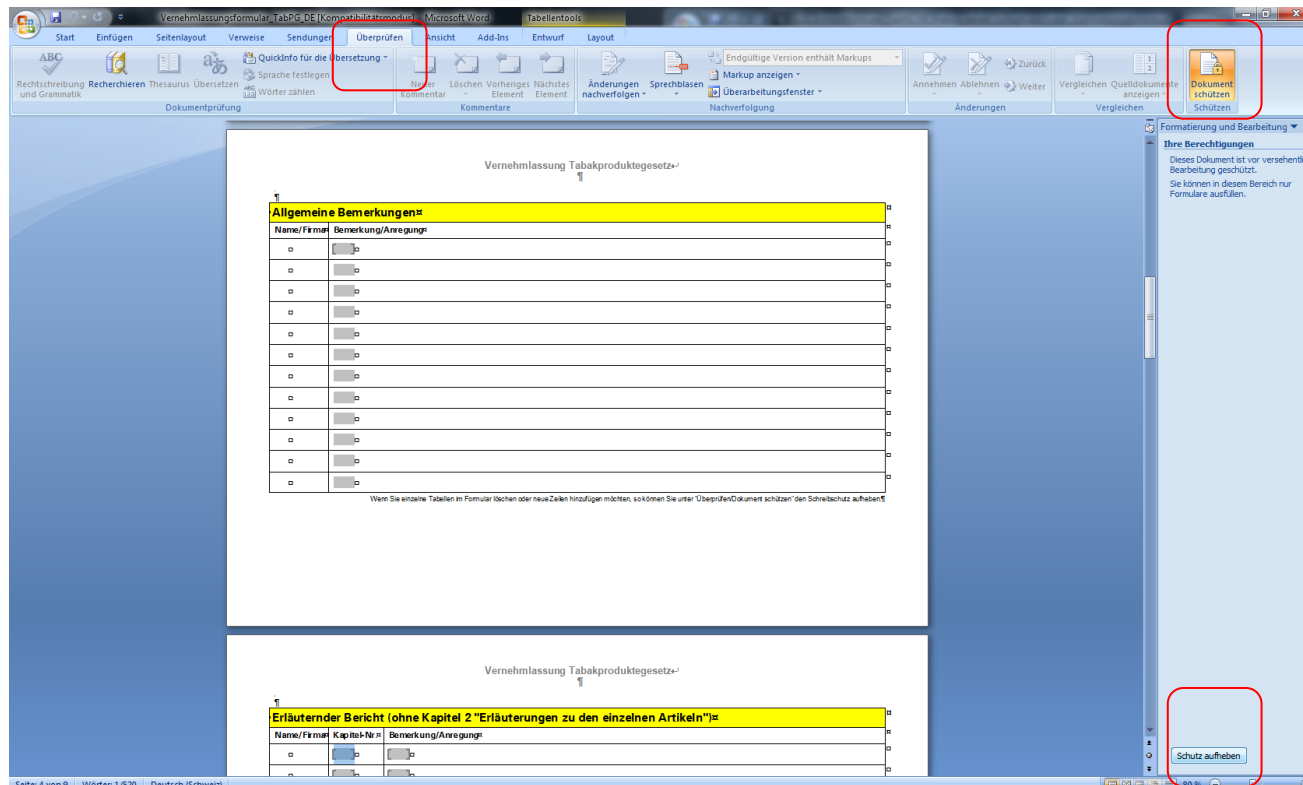 Vernehmlassungsformular_TabPG_DE [Kompatibilitätsmodus] - Microsoft Word Tabellentools
Start Einfügen Seitenlayout Verweise Sendungen Überprüfen Ansicht Add-Ins Entwurf Layout
ABC
Rechtschreibung und Grammatik
Recherchieren
Thesaurus
Übersetzen
QuickInfo für die Übersetzung
Sprache festlegen
Wörter zählen
Dokumentprüfung
Neuer Kommentar
Löschen
Vorheriges Element
Nächstes Element
Kommentare
Änderungen nachverfolgen
Sprechblasen
Endgültige Version enthält Markups
Markup anzeigen
Überarbeitungsfenster
Nachverfolgung
Annehmen
Ablehnen
Zurück
Weiter
Änderungen
Vergleichen
Quelldokumente anzeigen
Vergleichen
Dokument schützen
Schützen
Vernehmlassung Tabakproduktegesetz
¶
¶
Allgemeine Bemerkungen¤
Name/Firma¤ Bemerkung/Anregung¤
Wenn Sie einzelne Tabellen im Formular löschen oder neue Zeilen hinzufügen möchten, so können Sie unter "Überprüfen/Dokument schützen" den Schreibschutz aufheben¶
Vernehmlassung Tabakproduktegesetz
¶
¶
Erläuternder Bericht (ohne Kapitel 2 "Erläuterungen zu den einzelnen Artikeln")¤
Name/Firma¤ Kapitel-Nr.¤ Bemerkung/Anregung¤
Formatierung und Bearbeitung
Ihre Berechtigungen
Dieses Dokument ist vor versehentli
Bearbeitung geschützt.
Sie können in diesem Bereich nur
Formulare ausfüllen.
Schutz aufheben
Seite: 4 von 9 Wörter: 1/520 Deutsch (Schweiz) 80 %